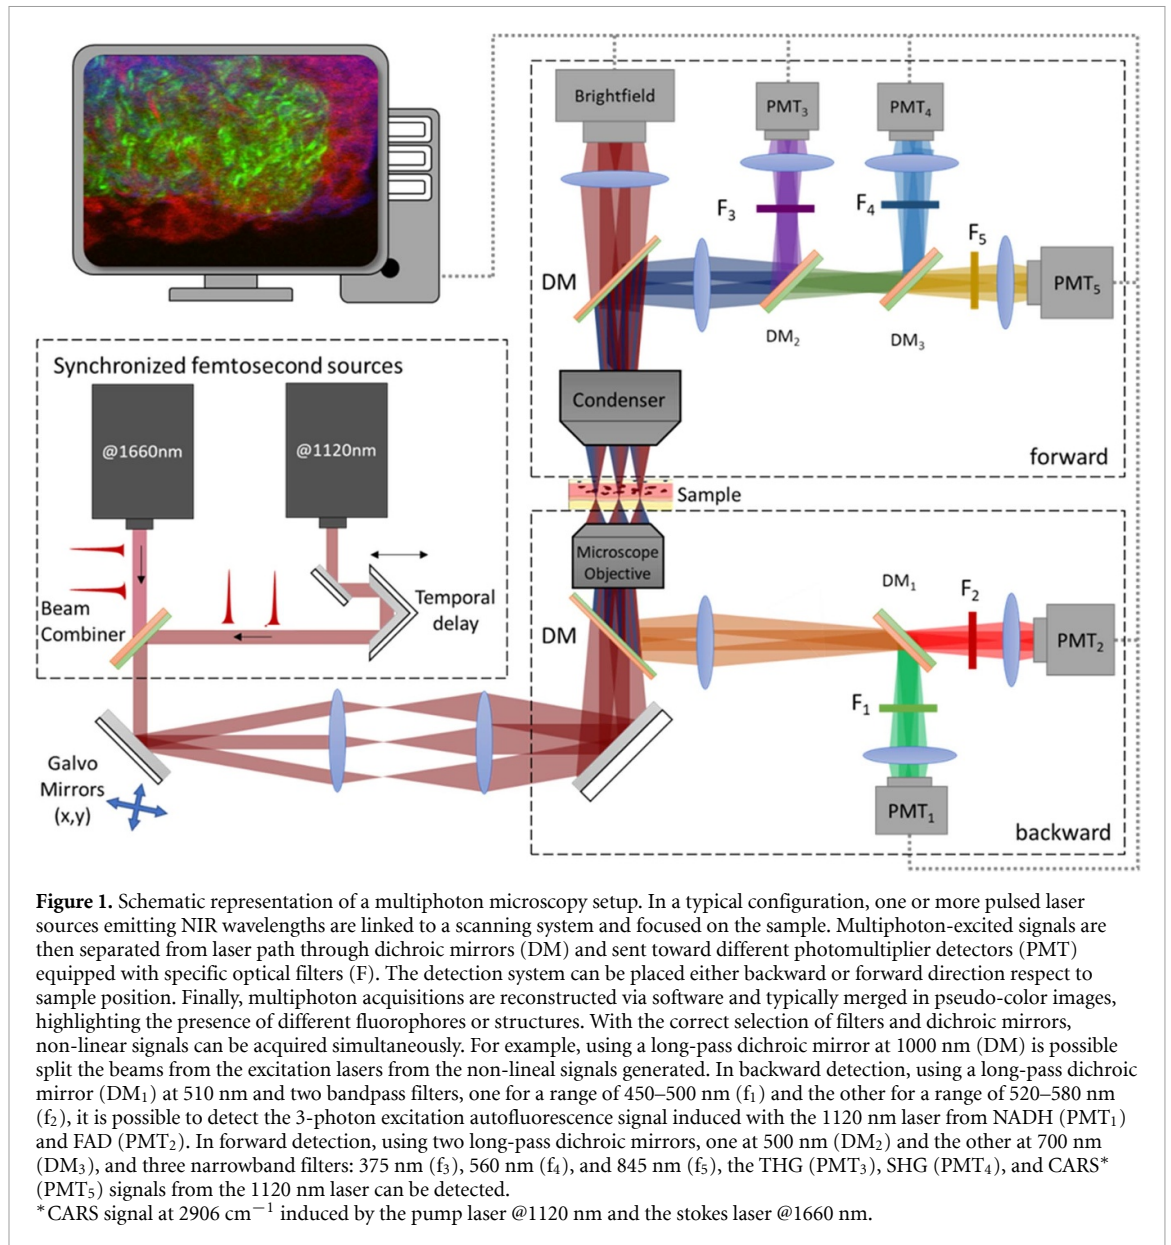 Brightfield
PMT3
PMT4
F3
F4
F5
DM
PMT5
DM2
DM3
Synchronized femtosecond sources
Condenser
@1660nm
@1120nm
forward
Sample
Microscope
Objective
Beam
Combiner
Temporal
delay
DM
DM1
F2
PMT2
F1
Galvo
Mirrors
(x,y)
PMT1
backward
Figure 1. Schematic representation of a multiphoton microscopy setup. In a typical configuration, one or more pulsed laser
sources emitting NIR wavelengths are linked to a scanning system and focused on the sample. Multiphoton-excited signals are
then separated from laser path through dichroic mirrors (DM) and sent toward different photomultiplier detectors (PMT)
equipped with specific optical filters (F). The detection system can be placed either backward or forward direction respect to
sample position. Finally, multiphoton acquisitions are reconstructed via software and typically merged in pseudo-color images,
highlighting the presence of different fluorophores or structures. With the correct selection of filters and dichroic mirrors,
non-linear signals can be acquired simultaneously. For example, using a long-pass dichroic mirror at 1000 nm (DM) is possible
split the beams from the excitation lasers from the non-lineal signals generated. In backward detection, using a long-pass dichroic
mirror (DM1) at 510 nm and two bandpass filters, one for a range of 450–500 nm (f1) and the other for a range of 520–580 nm
(f2), it is possible to detect the 3-photon excitation autofluorescence signal induced with the 1120 nm laser from NADH (PMT1)
and FAD (PMT2). In forward detection, using two long-pass dichroic mirrors, one at 500 nm (DM2) and the other at 700 nm
(DM3), and three narrowband filters: 375 nm (f3), 560 nm (f4), and 845 nm (f5), the THG (PMT3), SHG (PMT4), and CARS*
(PMT5) signals from the 1120 nm laser can be detected.
*CARS signal at 2906 cm−1 induced by the pump laser @1120 nm and the stokes laser @1660 nm.